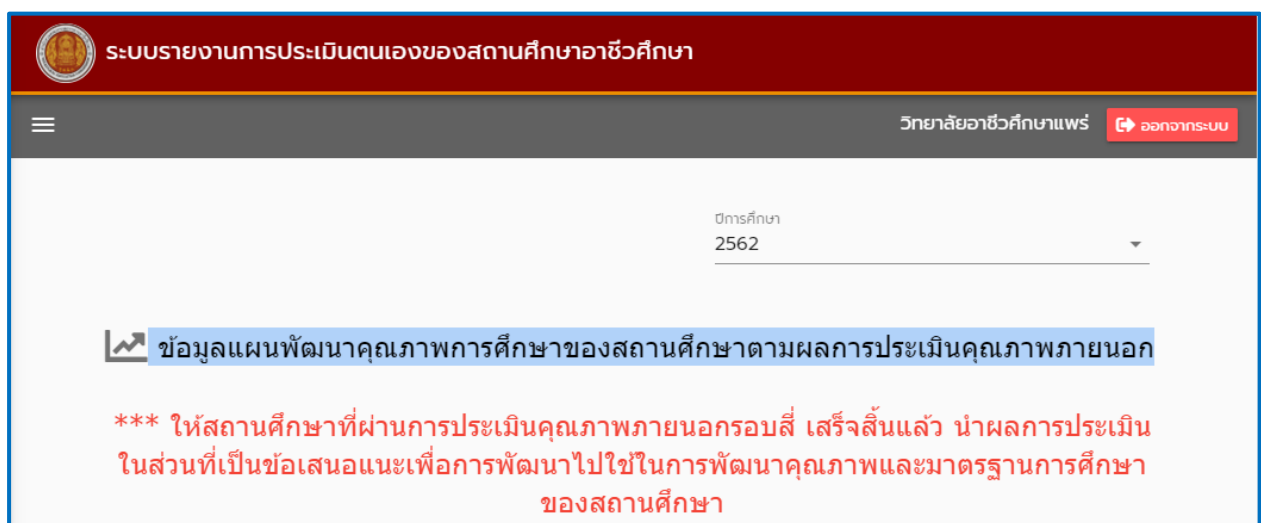 ระบบรายงานการประเมินตนเองของสถานศึกษาอาชีวศึกษา
วิทยาลัยอาชีวศึกษาแพร่ ออกจากระบบ
ปีการศึกษา
2562
ข้อมูลแผนพัฒนาคุณภาพการศึกษาของสถานศึกษาตามผลการประเมินคุณภาพภายนอก
*** ให้สถานศึกษาที่ผ่านการประเมินคุณภาพภายนอกรอบสี่ เสร็จสิ้นแล้ว นำผลการประเมิน
ในส่วนที่เป็นข้อเสนอแนะเพื่อการพัฒนาไปใช้ในการพัฒนาคุณภาพและมาตรฐานการศึกษา
ของสถานศึกษา